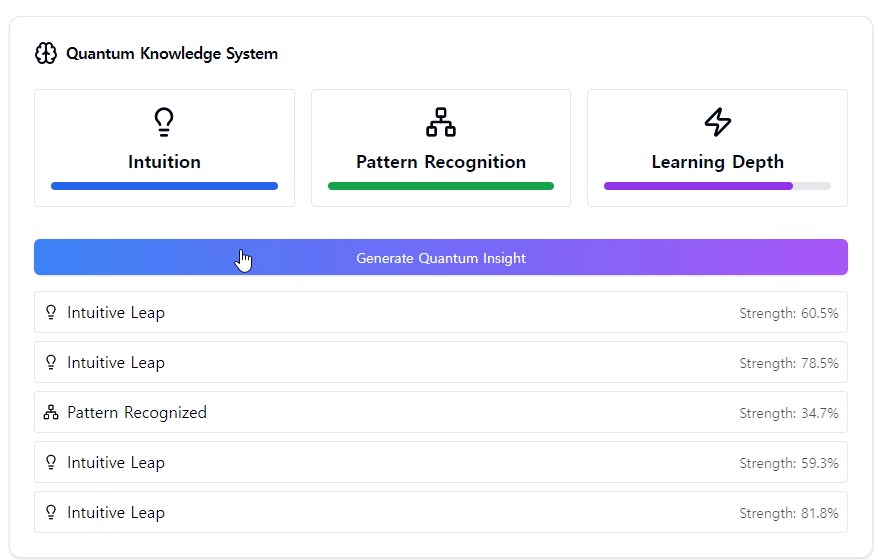 Quantum Knowledge System
Intuition
Pattern Recognition
Learning Depth
Generate Quantum Insight
Intuitive Leap Strength: 60.5%
Intuitive Leap Strength: 78.5%
Pattern Recognized Strength: 34.7%
Intuitive Leap Strength: 59.3%
Intuitive Leap Strength: 81.8%